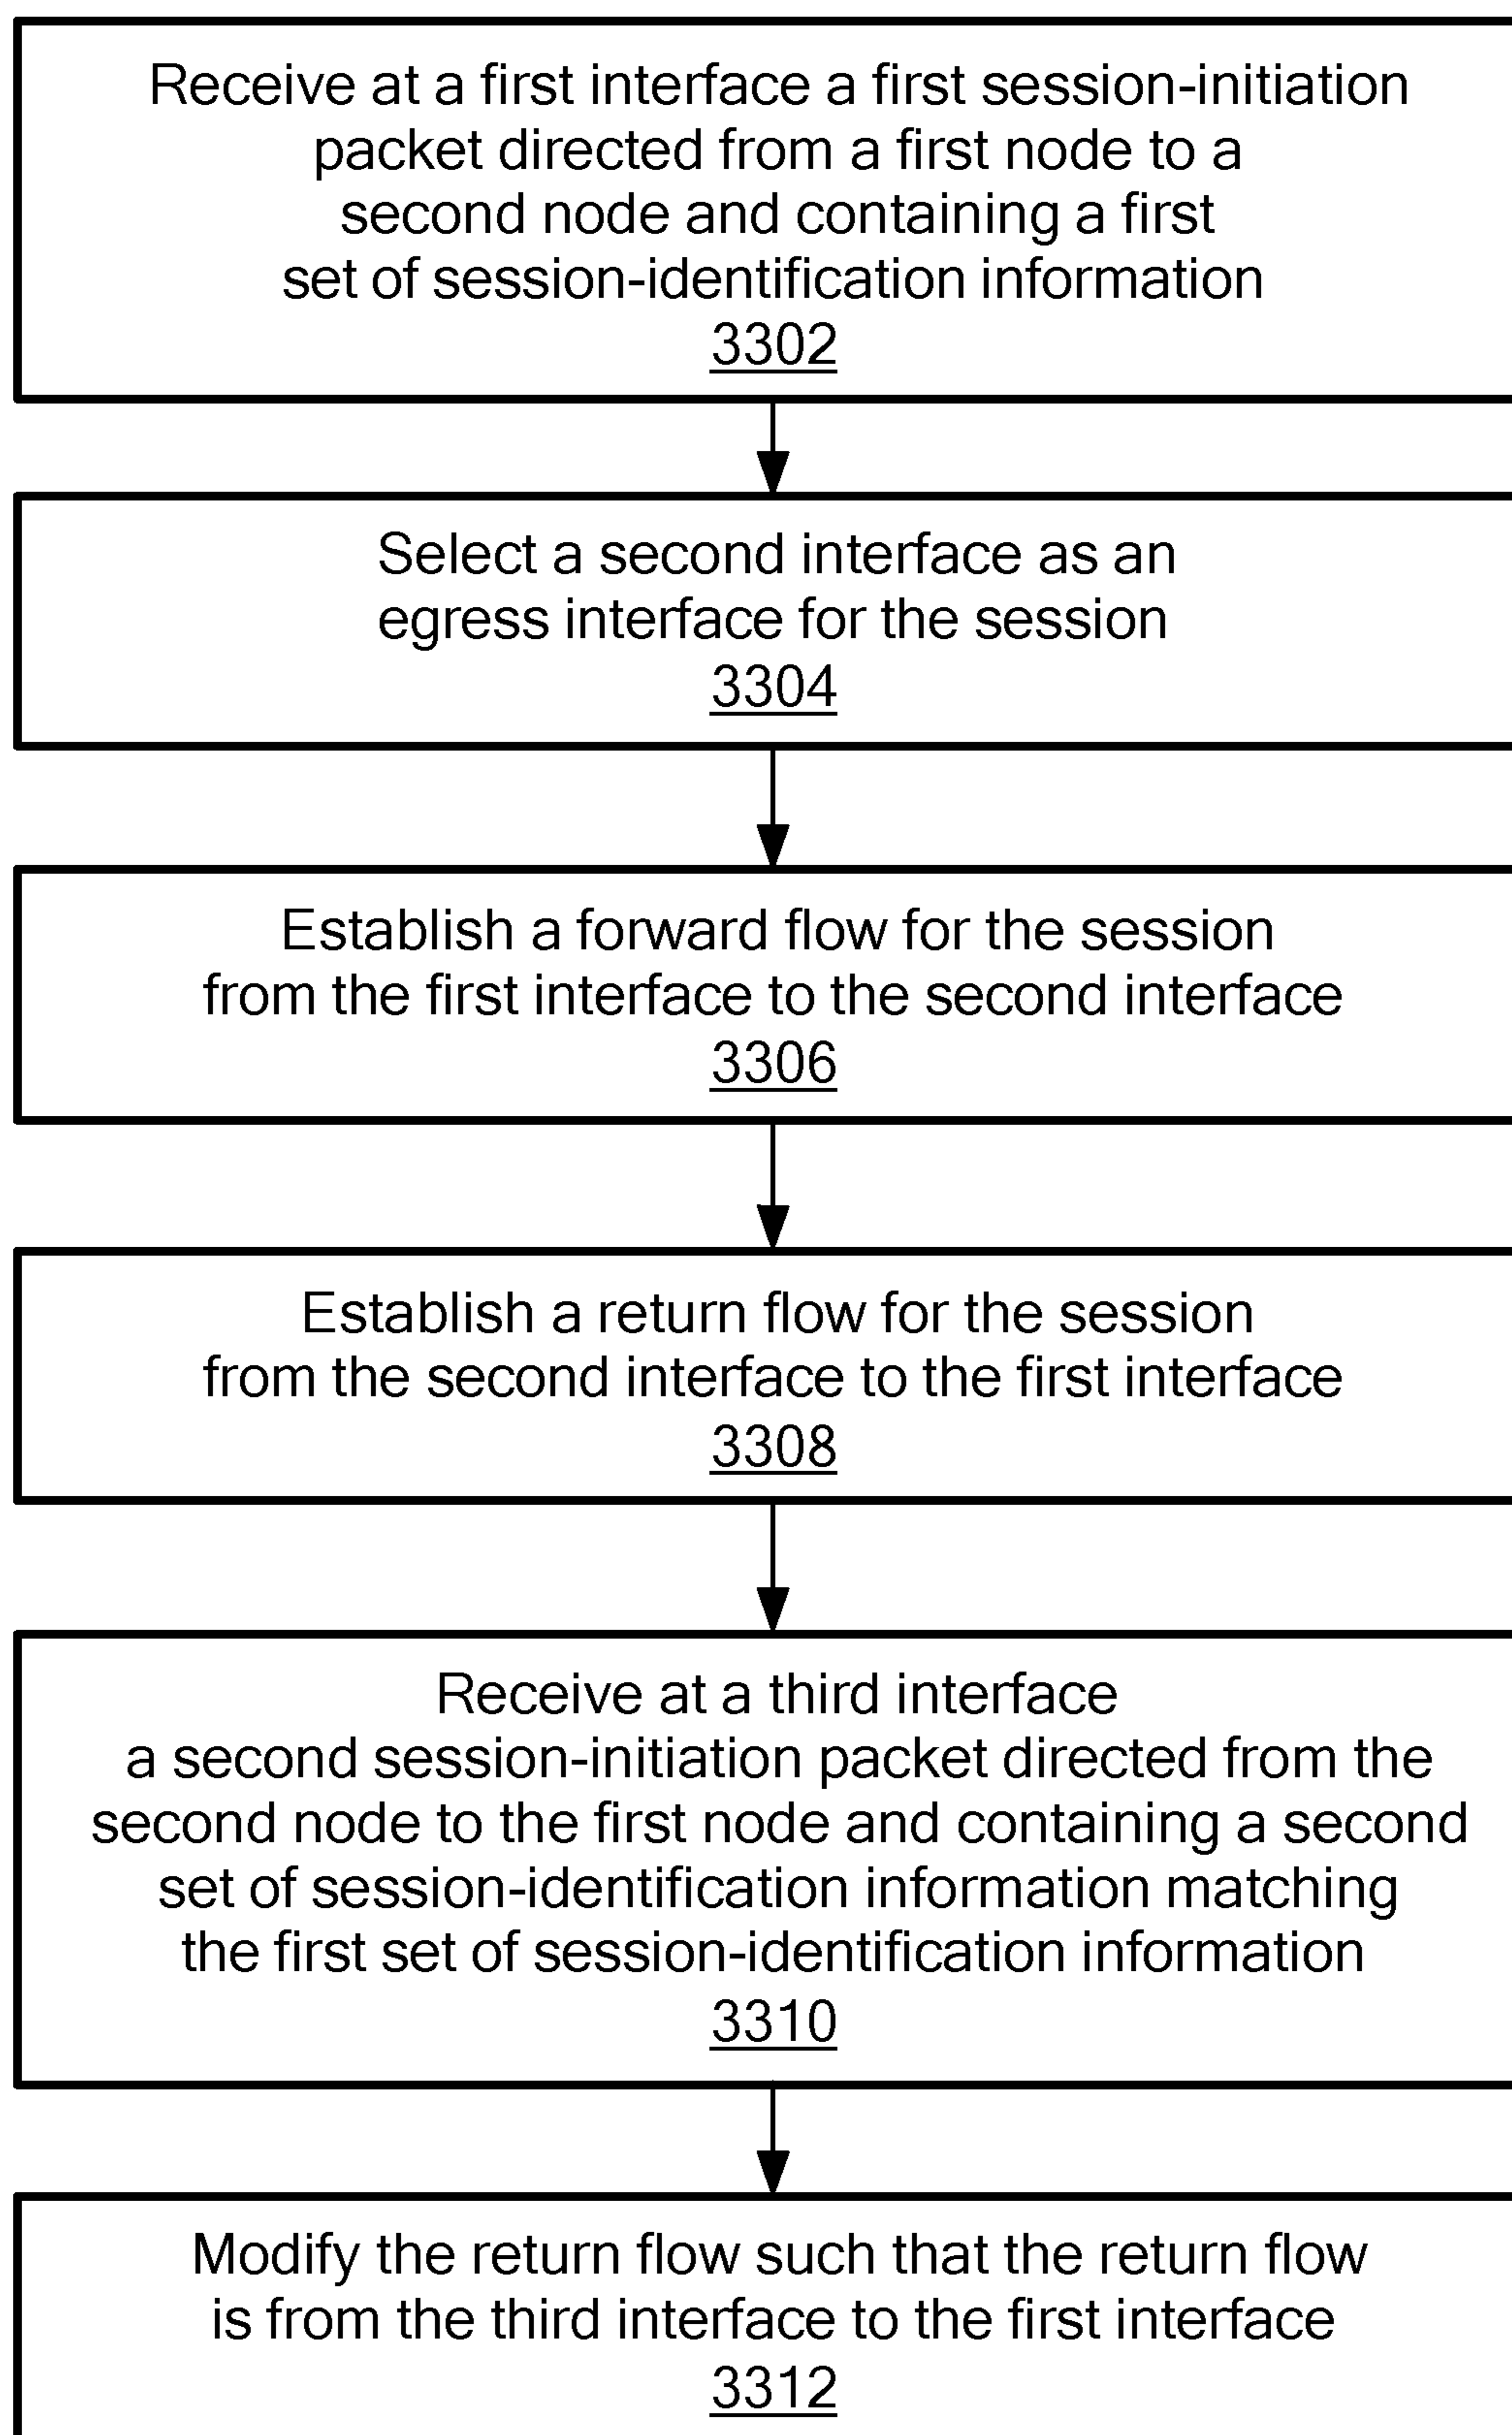 Receive at a first interface a first session-initiation
packet directed from a first node to a
second node and containing a first
set of session-identification information
3302
Select a second interface as an
egress interface for the session
3304
Establish a forward flow for the session
from the first interface to the second interface
3306
Establish a return flow for the session
from the second interface to the first interface
3308
Receive at a third interface
a second session-initiation packet directed from the
second node to the first node and containing a second
set of session-identification information matching
the first set of session-identification information
3310
Modify the return flow such that the return flow
is from the third interface to the first interface
3312